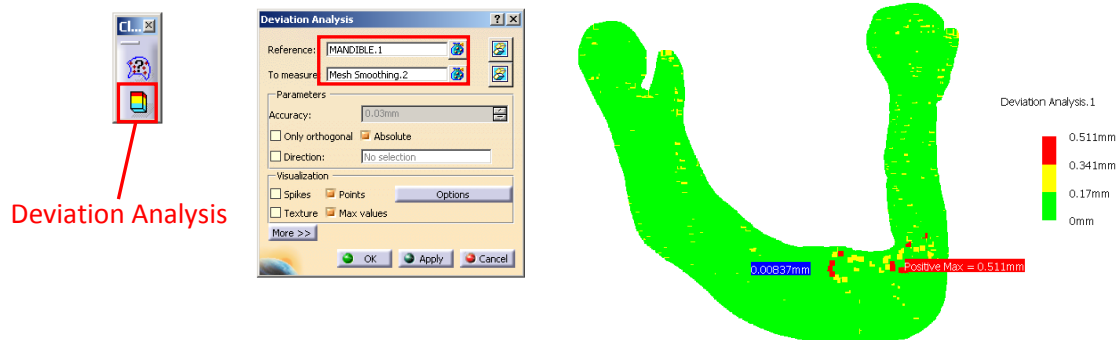 Cl...
Deviation Analysis
Deviation Analysis
Reference: MANDIBLE.1
To measure Mesh Smoothing.2
Parameters
Accuracy: 0.03mm
Only orthogonal Absolute
Direction: No selection
Visualization
Spikes Points Options
Texture Max values
More >>
OK Apply Cancel
Deviation Analysis.1
0.511mm
0.341mm
0.17mm
0mm
0.00837mm
Positive Max = 0.511mm